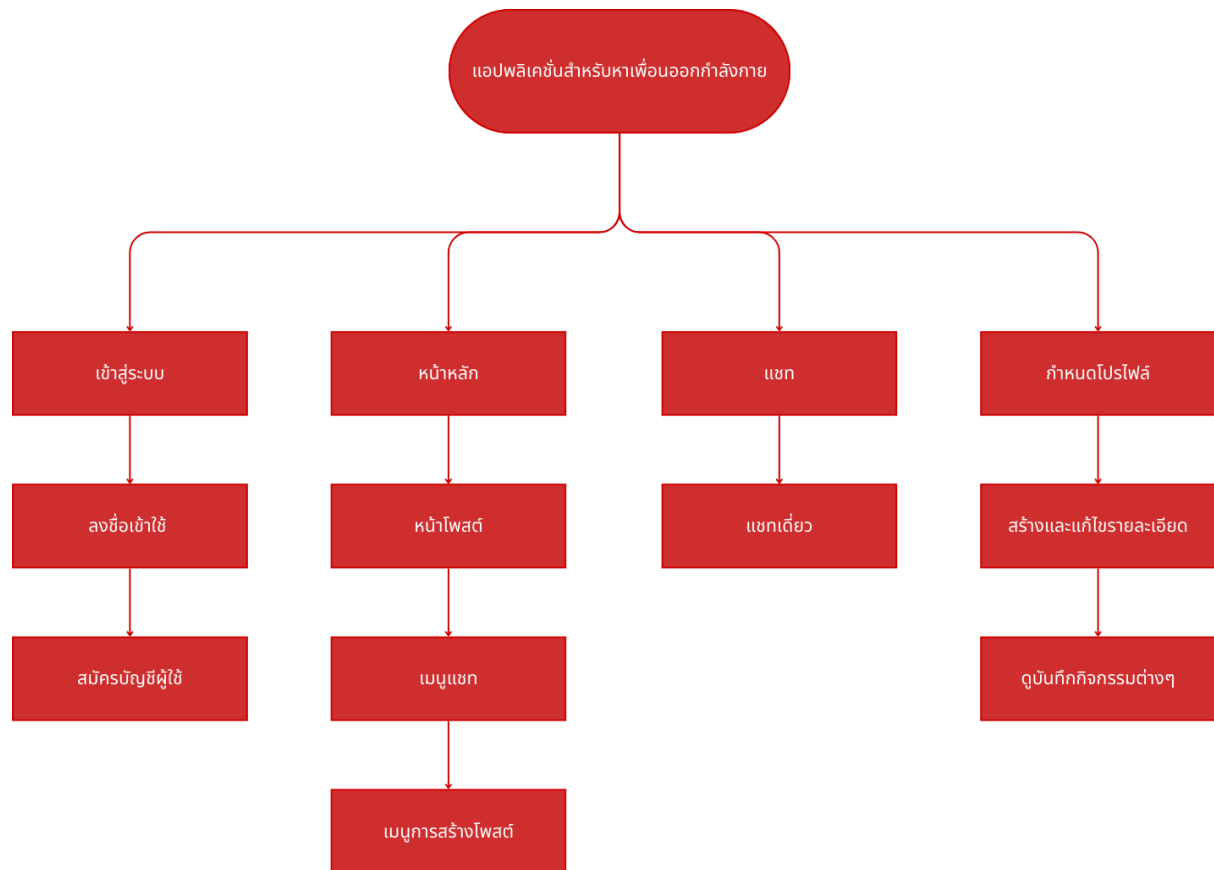 แอปพลิเคชั่นสำหรับหาเพื่อนออกกำลังกาย
เข้าสู่ระบบ
หน้าหลัก
แชท
กำหนดโปรไฟล์
ลงชื่อเข้าใช้
หน้าโพสต์
แชทเดี่ยว
สร้างและแก้ไขรายละเอียด
สมัครบัญชีผู้ใช้
เมนูแชท
ดูบันทึกกิจกรรมต่างๆ
เมนูการสร้างโพสต์